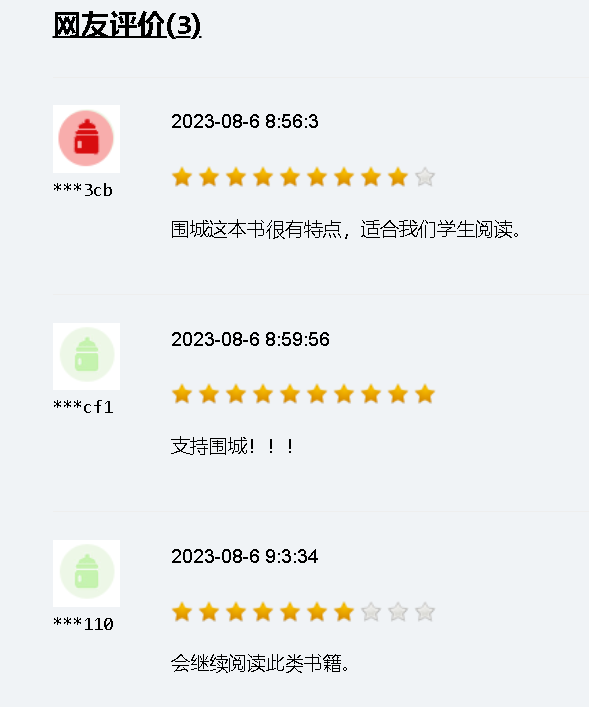 网友评价(3)
2023-08-6 8:56:3
***3cb
围城这本书很有特点，适合我们学生阅读。
2023-08-6 8:59:56
***cf1
支持围城！！！
2023-08-6 9:3:34
***110
会继续阅读此类书籍。